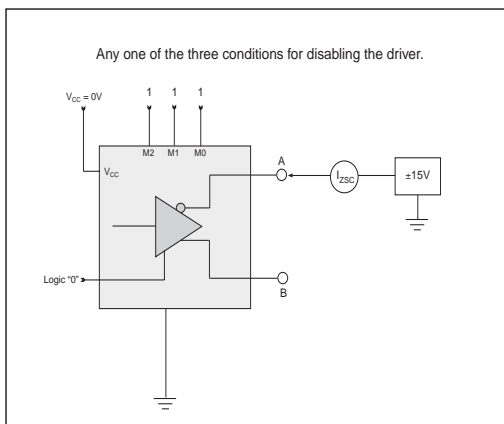 Any one of the three conditions for disabling the driver.
VCC = 0V
1 1 1
M2 M1 M0
VCC
A
IZSC
±15V
Logic “0”
B